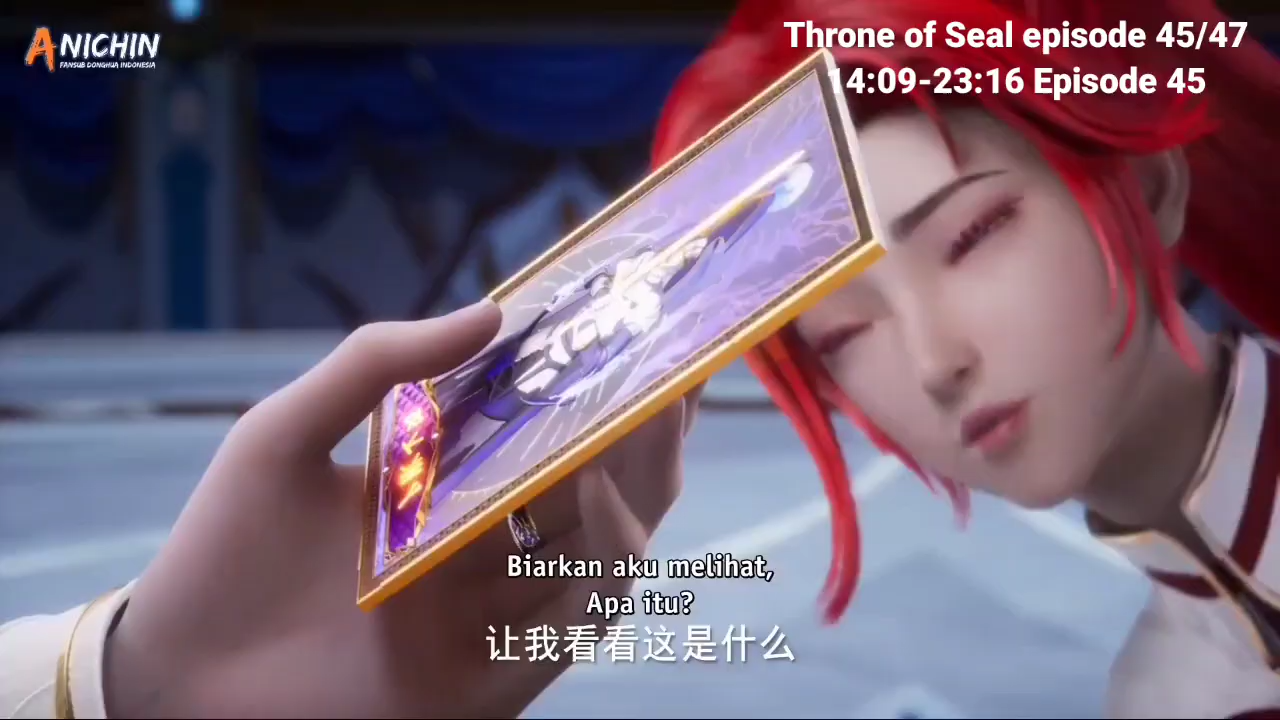 ANICHIN
FANSUB DONGHUA INDONESIA
Throne of Seal episode 45/47
14:09-23:16 Episode 45
Biarkan aku melihat,
Apa itu?
让我看看这是什么